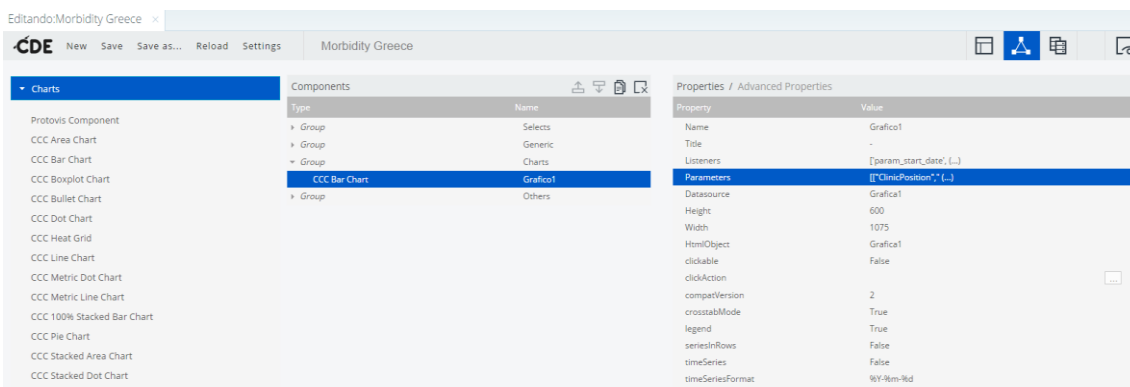 Editando:Morbidity Greece ×
CDE New Save Save as... Reload Settings Morbidity Greece
Charts
Protovis Component
CCC Area Chart
CCC Bar Chart
CCC Boxplot Chart
CCC Bullet Chart
CCC Dot Chart
CCC Heat Grid
CCC Line Chart
CCC Metric Dot Chart
CCC Metric Line Chart
CCC 100% Stacked Bar Chart
CCC Pie Chart
CCC Stacked Area Chart
CCC Stacked Dot Chart
Components
Type Name
Group Selects
Group Generic
Group Charts
CCC Bar Chart Grafico1
Group Others
Properties / Advanced Properties
Property Value
Name Grafico1
Title -
Listeners ['param_start_date', (...)
Parameters [["ClinicPosition"," (...)
Datasource Grafica1
Height 600
Width 1075
HtmlObject Grafica1
clickable False
clickAction ...
compatVersion 2
crosstabMode True
legend True
seriesInRows False
timeSeries False
timeSeriesFormat %Y-%m-%d